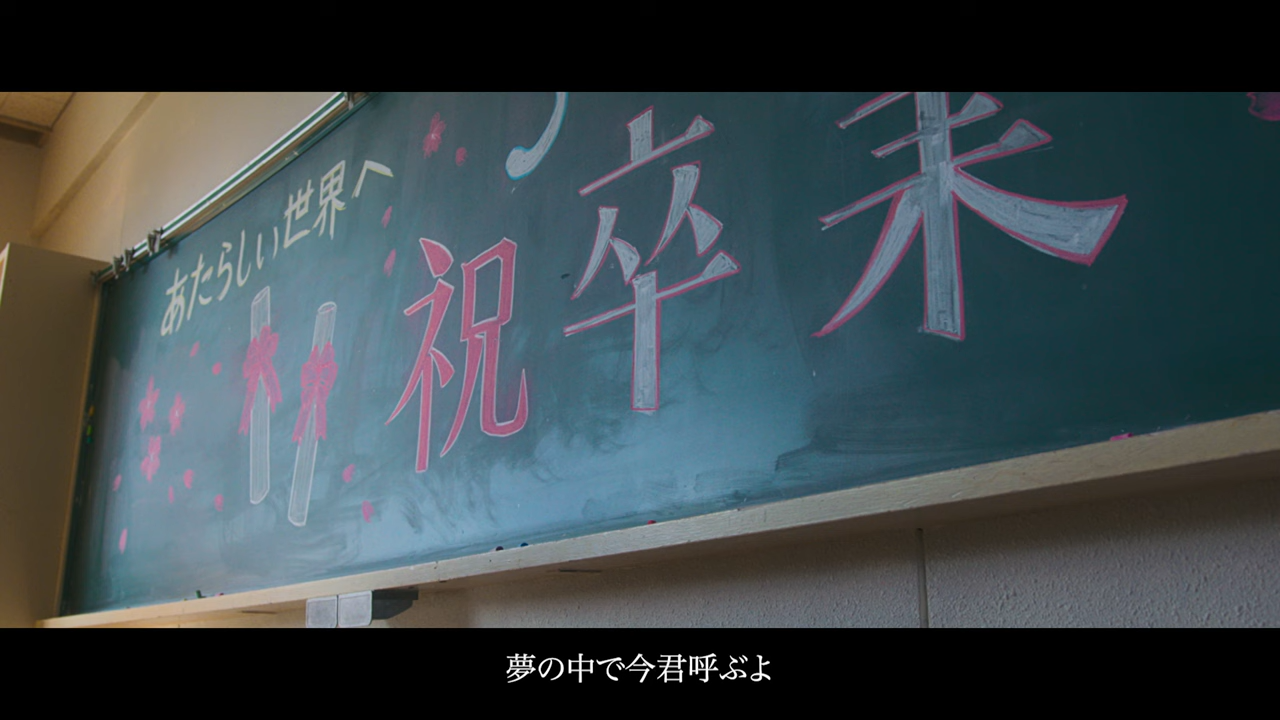 あたらしい世界へ
祝卒業
夢の中で今君呼ぶよ